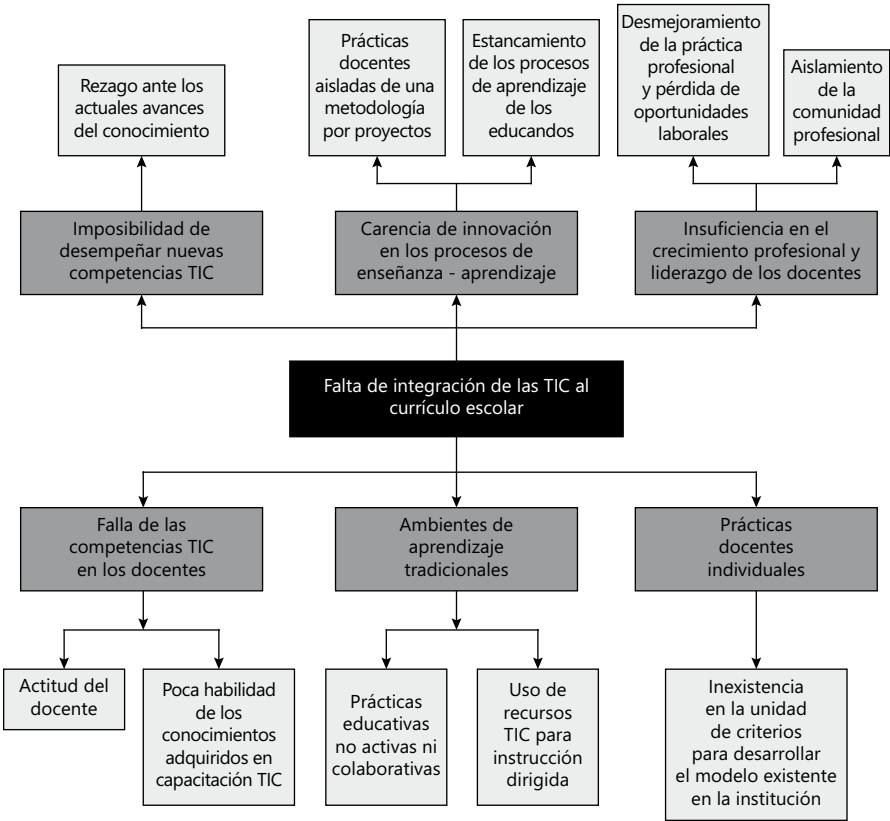 Rezago ante los
actuales avances
del conocimiento
Prácticas
docentes
aisladas de una
metodología
por proyectos
Estancamiento
de los procesos
de aprendizaje
de los
educandos
Desmejoramiento
de la práctica
profesional
y pérdida de
oportunidades
laborales
Aislamiento
de la
comunidad
profesional
Imposibilidad de
desempeñar nuevas
competencias TIC
Carencia de innovación
en los procesos de
enseñanza - aprendizaje
Insuficiencia en el
crecimiento profesional y
liderazgo de los docentes
Falta de integración de las TIC al
currículo escolar
Falla de las
competencias TIC
en los docentes
Ambientes de
aprendizaje
tradicionales
Prácticas
docentes
individuales
Actitud del
docente
Poca habilidad
de los
conocimientos
adquiridos en
capacitación TIC
Prácticas
educativas
no activas ni
colaborativas
Uso de
recursos
TIC para
instrucción
dirigida
Inexistencia
en la unidad
de criterios
para desarrollar
el modelo existente
en la institución